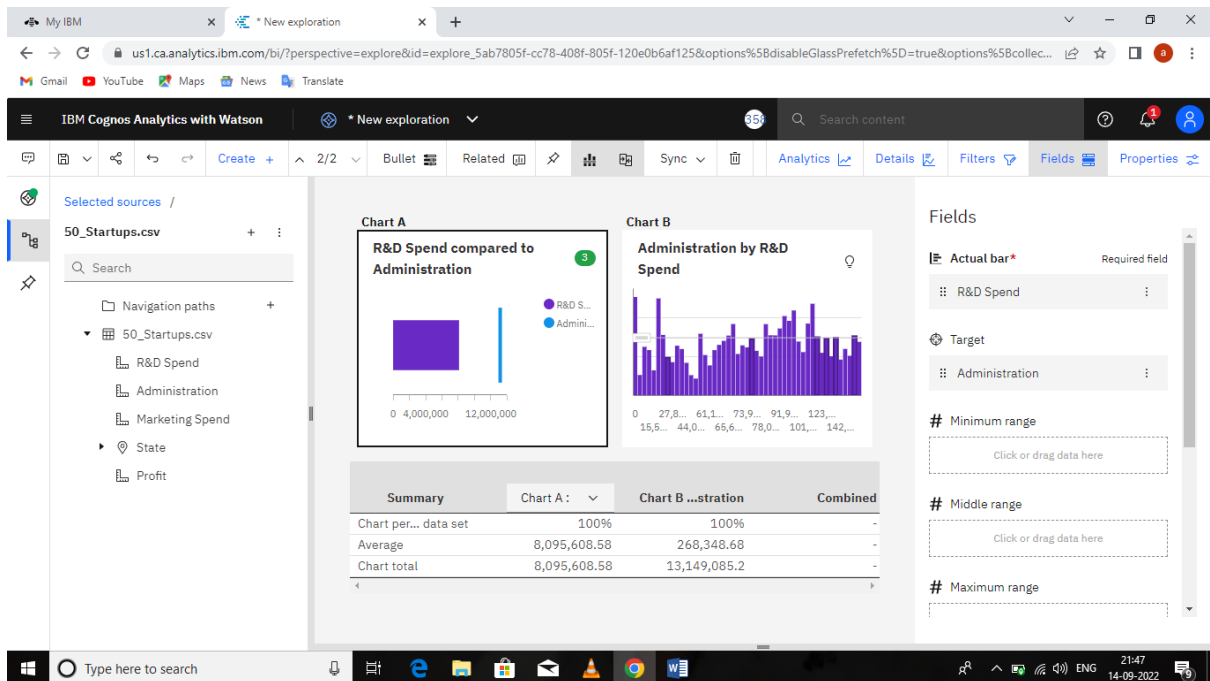 My IBM
* New exploration
us1.ca.analytics.ibm.com/bi/?perspective=explore&id=explore_5ab7805f-cc78-408f-805f-120e0b6af125&options%5BdisableGlassPrefetch%5D=true&options%5Bcollec...
a
Gmail YouTube Maps News Translate
IBM Cognos Analytics with Watson * New exploration 358 Search content 1
Create + 2/2 Bullet Related Sync Analytics Details Filters Fields Properties
Selected sources /
50_Startups.csv
Search
Navigation paths
50_Startups.csv
R&D Spend
Administration
Marketing Spend
State
Profit
Chart A
R&D Spend compared to
Administration
3
R&D S...
Admini...
0 4,000,000 12,000,000
Chart B
Administration by R&D
Spend
0 27,8... 61,1... 73,9... 91,9... 123,...
15,5... 44,0... 65,6... 78,0... 101,... 142,...
Summary Chart A : Chart B ...stration Combined
Chart per... data set 100% 100% -
Average 8,095,608.58 268,348.68 -
Chart total 8,095,608.58 13,149,085.2 -
Fields
Actual bar* Required field
R&D Spend
Target
Administration
# Minimum range
Click or drag data here
# Middle range
Click or drag data here
# Maximum range
Type here to search
W
ENG
21:47
14-09-2022
9